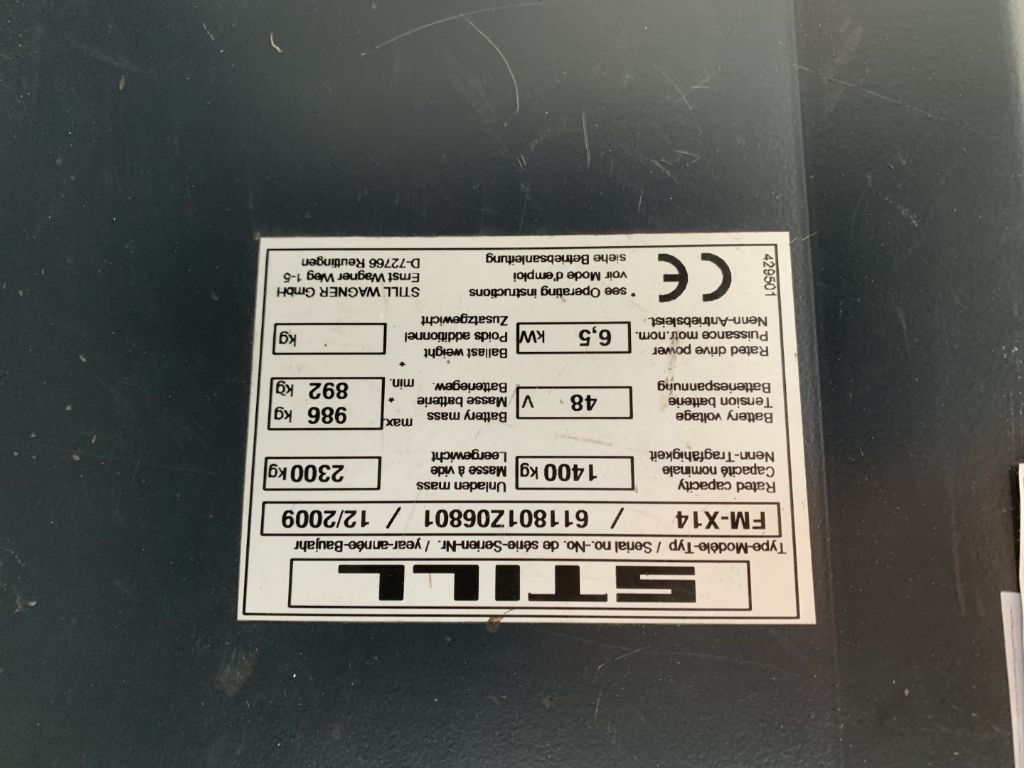 STILL
Type-Modèle-Typ / Serial no.-No. de série-Serien-Nr. / year-année-Baujahr
FM-X14 / 611801Z06801 / 12/2009
Rated capacity
Capacité nominale
Nenn-Tragfähigkeit
1400 kg
Unladen mass
Masse à vide
Leergewicht
2300 kg
Battery voltage
Tension batterie
Batteriespannung
48 V
Battery mass
Masse batterie
Batteriegew.
max.
*
min.
986 kg
892 kg
Rated drive power
Puissance motr.nom.
Nenn-Antriebsleist.
6,5 kW
*
Ballast weight
Poids additionnel
Zusatzgewicht
kg
429501
CE
* see Operating instructions
voir Mode d'emploi
siehe Betriebsanleitung
STILL WAGNER GmbH
Ernst Wagner Weg 1-5
D-72766 Reutlingen